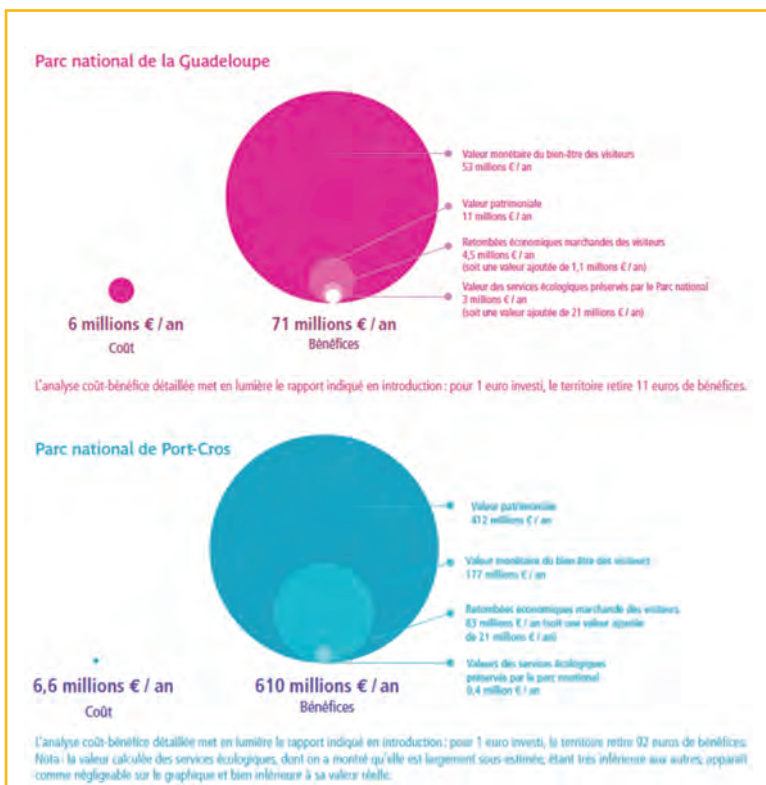 Parc national de la Guadeloupe
Valeur monétaire du bien-être des visiteurs
53 millions € / an
Valeur patrimoniale
11 millions € / an
Retombées économiques marchandes des visiteurs
4,5 millions € / an
(soit une valeur ajoutée de 1,1 millions € / an)
Valeur des services écologiques préservés par le Parc national
3 millions € / an
(soit une valeur ajoutée de 21 millions € / an)
6 millions € / an
Coût
71 millions € / an
Bénéfices
L'analyse coût-bénéfice détaillée met en lumière le rapport indiqué en introduction : pour 1 euro investi, le territoire retire 11 euros de bénéfices.
Parc national de Port-Cros
Valeur patrimoniale
412 millions € / an
Valeur monétaire du bien être des visiteurs
177 millions € / an
Retombées économiques marchande des visiteurs
83 millions € / an (soit une valeur ajoutée
de 21 millions € / an)
Valeurs des services écologiques
préservés par le parc
0,4 million € / an
6,6 millions € / an
Coût
610 millions € / an
Bénéfices
L'analyse coût-bénéfice détaillée met en lumière le rapport indiqué en introduction : pour 1 euro investi, le territoire retire 92 euros de bénéfices.
Nota : la valeur calculée des services écologiques, dont on a montré qu'elle est largement sous-estimée, étant très inférieure aux autres, apparaît
comme négligeable sur le graphique et bien inférieure à sa valeur réelle.